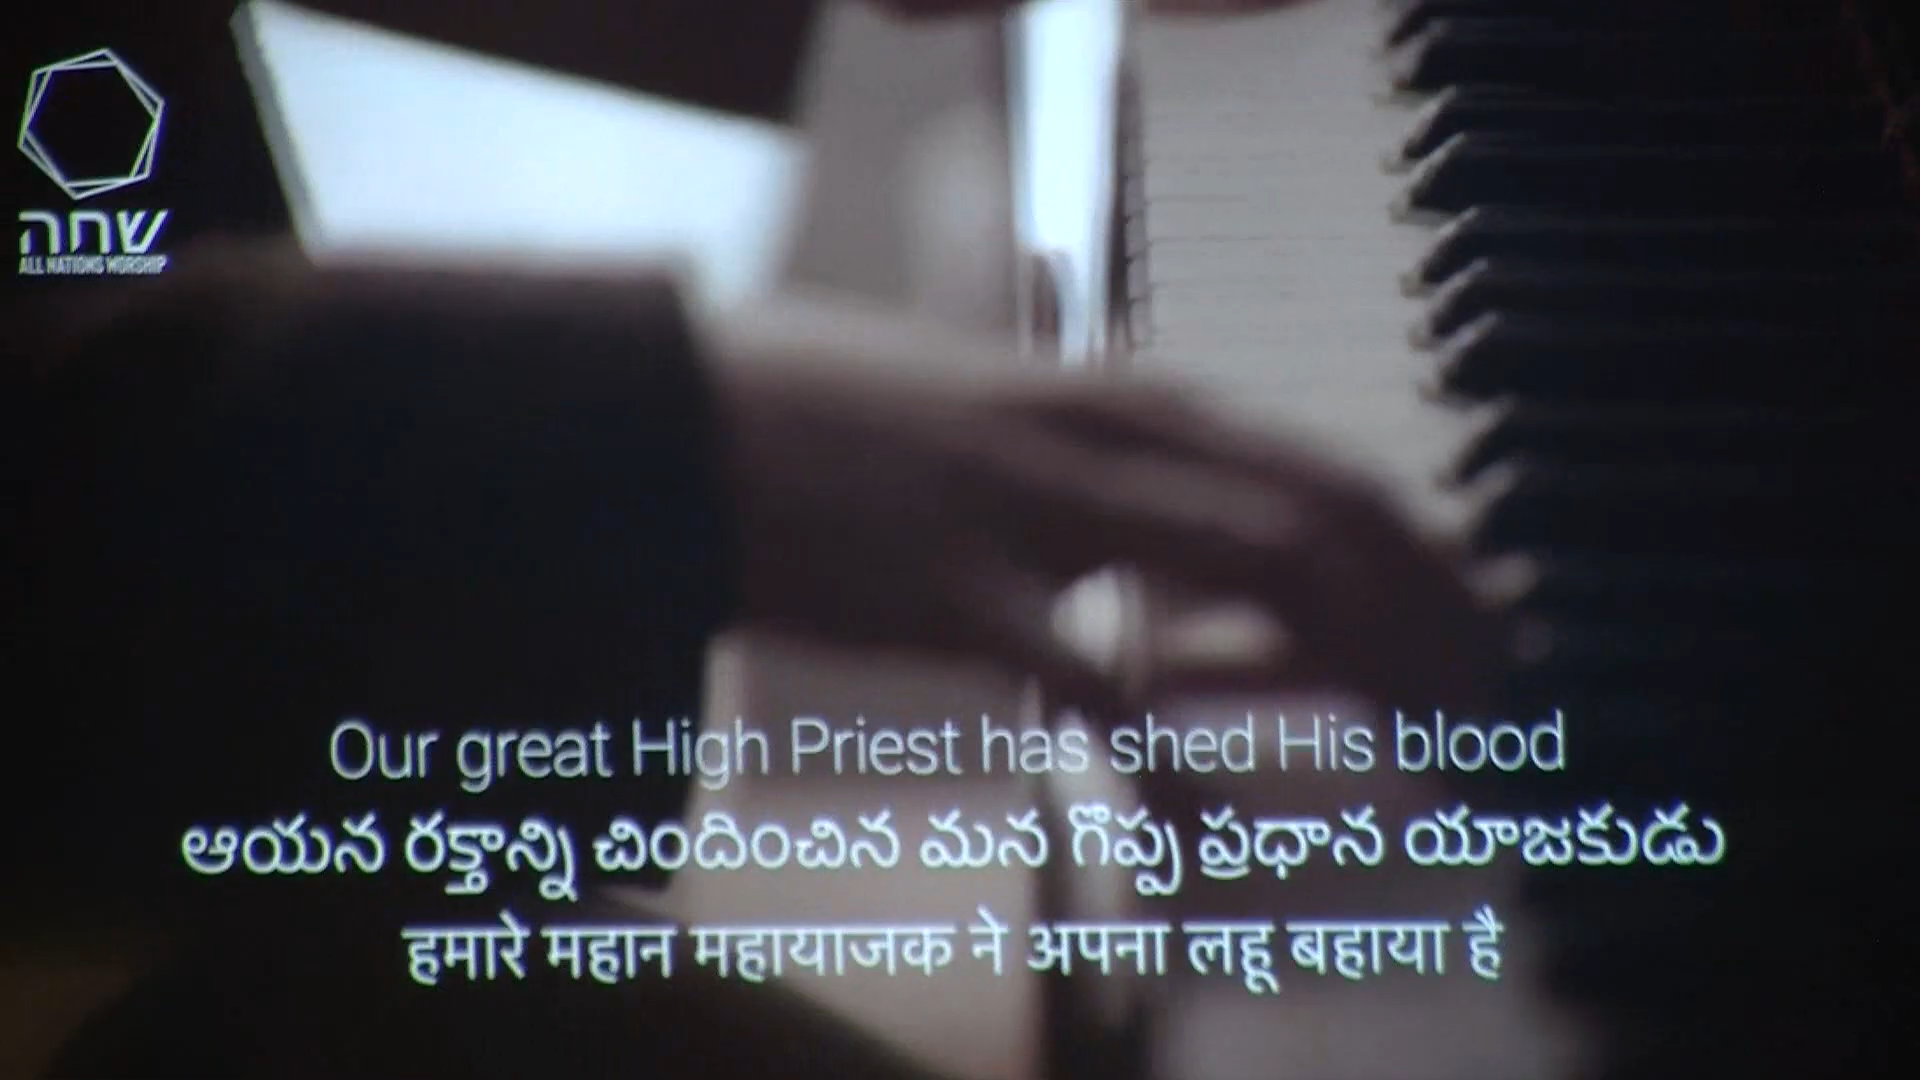 שחה
ALL NATIONS WORSHIP
Our great High Priest has shed His blood
ఆయన రక్తాన్ని చిందించిన మన గొప్ప ప్రధాన యాజకుడు
हमारे महान महायाजक ने अपना लहू बहाया है